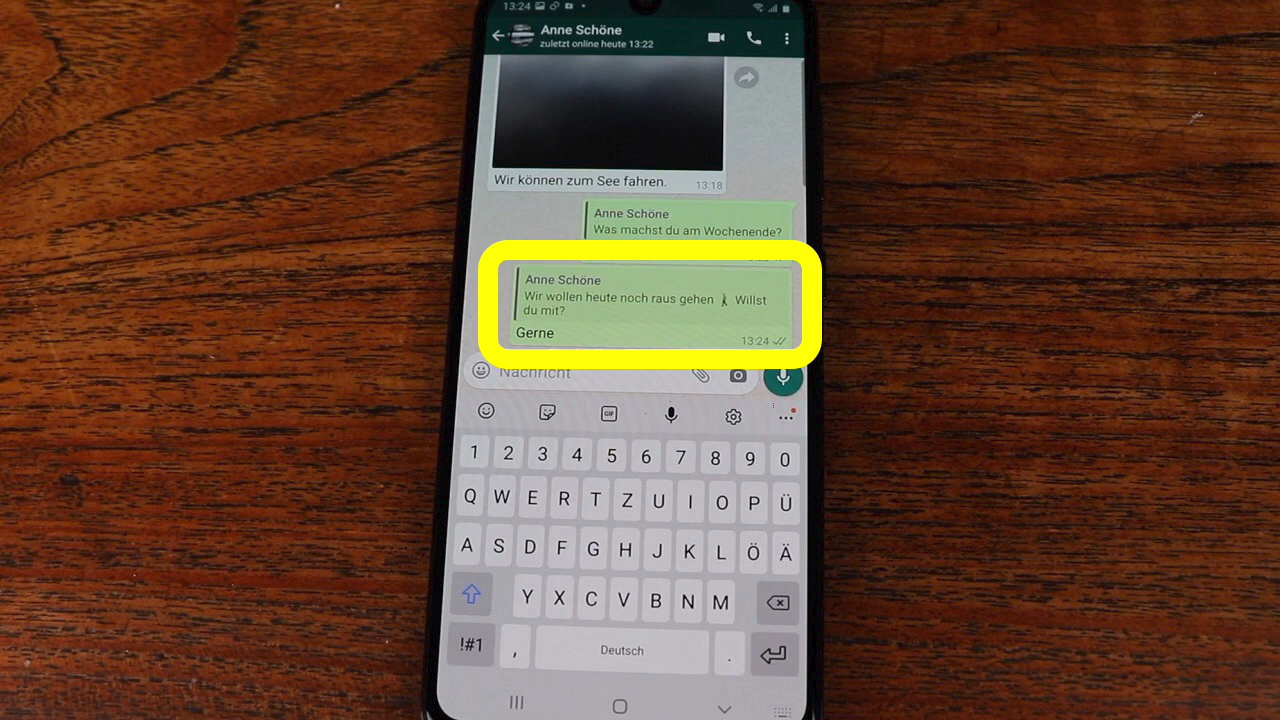 13:24
Anne Schöne
zuletzt online heute 13:22
Wir können zum See fahren.
13:18
Anne Schöne
Was machst du am Wochenende?
Anne Schöne
Wir wollen heute noch raus gehen Willst
du mit?
Gerne
13:24
Nachricht
GIF
1 2 3 4 5 6 7 8 9 0
Q W E R T Z U I O P Ü
A S D F G H J K L Ö Ä
Y X C V B N M
!#1 , Deutsch .